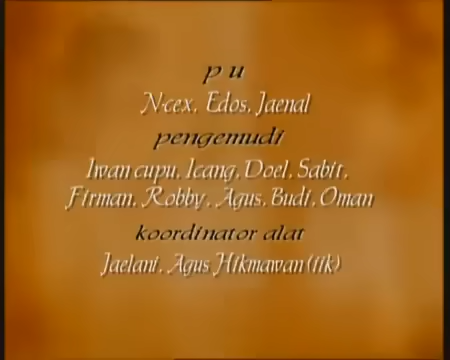 p u
N-cex, Edos, Jaenal
pengemudi
Iwan cupu, Icang, Doel, Sabit,
Firman, Robby, Agus, Budi, Oman
koordinator alat
Jaelani, Agus Hikmawan (iik)